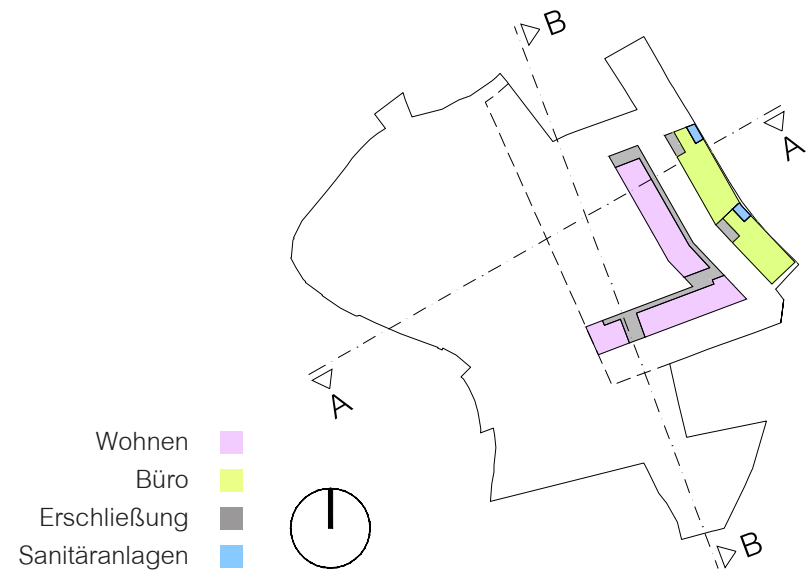 B
A
A
Wohnen
Büro
Erschließung
Sanitäranlagen
B